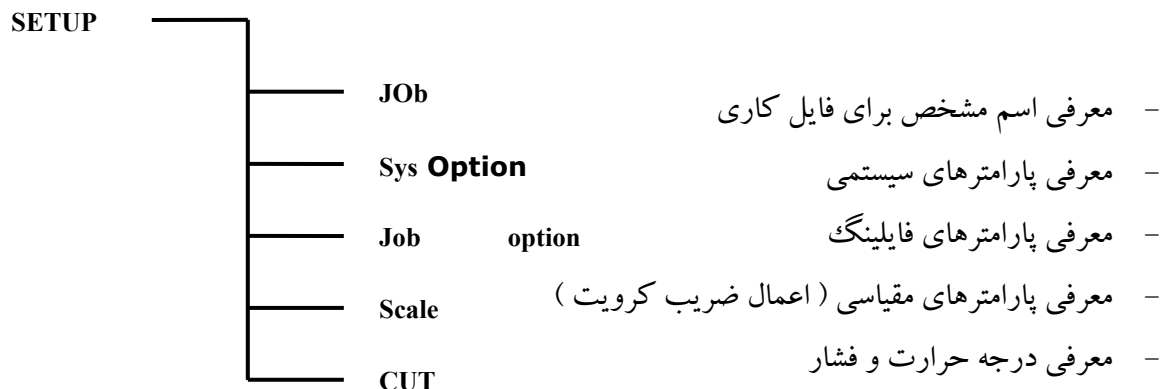 SETUP
JOb
- معرفی اسم مشخص برای فایل کاری
Sys Option
- معرفی پارامترهای سیستمی
Job option
- معرفی پارامترهای فایلینگ
Scale
- معرفی پارامترهای مقیاسی ( اعمال ضریب کرویت )
CUT
- معرفی درجه حرارت و فشار